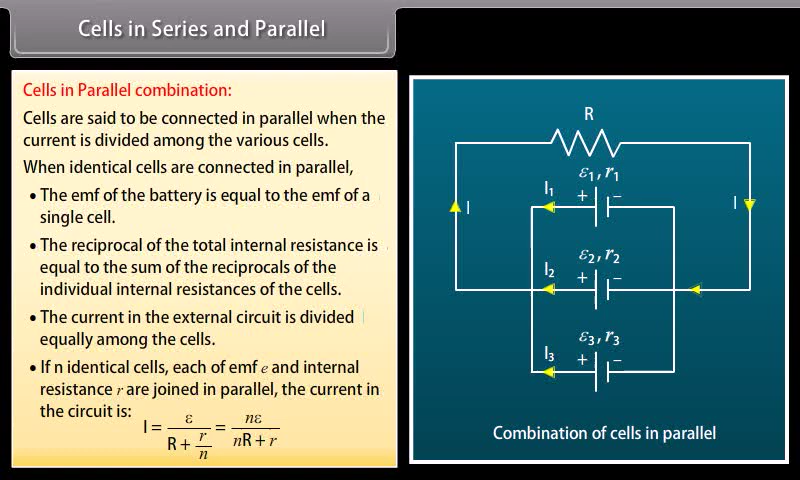 Cells in Series and Parallel
Cells in Parallel combination:
Cells are said to be connected in parallel when the
current is divided among the various cells.
When identical cells are connected in parallel,
• The emf of the battery is equal to the emf of a
single cell.
• The reciprocal of the total internal resistance is
equal to the sum of the reciprocals of the
individual internal resistances of the cells.
• The current in the external circuit is divided
equally among the cells.
• If n identical cells, each of emf e and internal
resistance r are joined in parallel, the current in
the circuit is:
I = ε / (R + r/n) = nε / (nR + r)
R
ε₁, r₁
I₁ + −
I I
ε₂, r₂
I₂ + −
ε₃, r₃
I₃ + −
Combination of cells in parallel